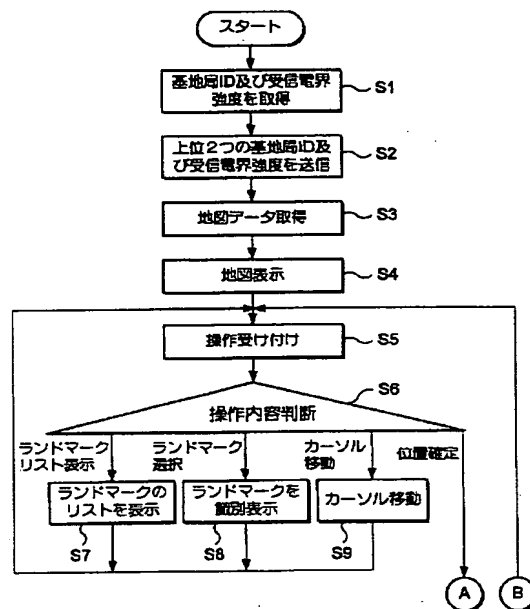 スタート
基地局ID及び受信電界
強度を取得
S1
上位2つの基地局ID及
び受信電界強度を送信
S2
地図データ取得
S3
地図表示
S4
操作受け付け
S5
操作内容判断
S6
ランドマーク
リスト表示
ランドマーク
選択
カーソル
移動
位置確定
ランドマークの
リストを表示
ランドマークを
識別表示
カーソル移動
S7
S8
S9
A
B